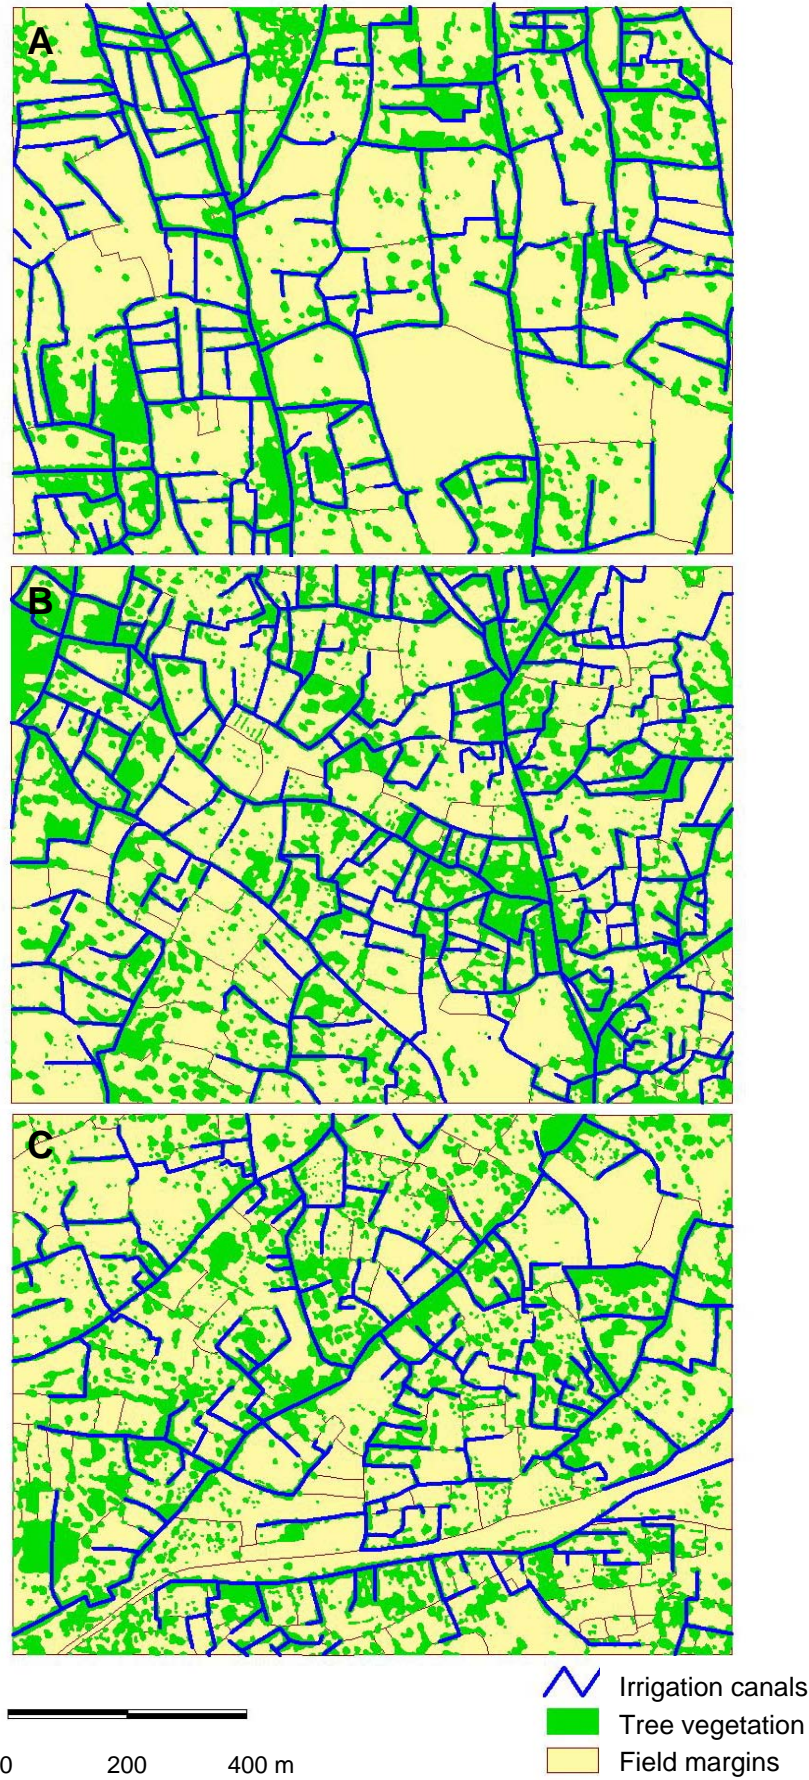 A
B
C
Irrigation canals
Tree vegetation
Field margins
0 200 400 m